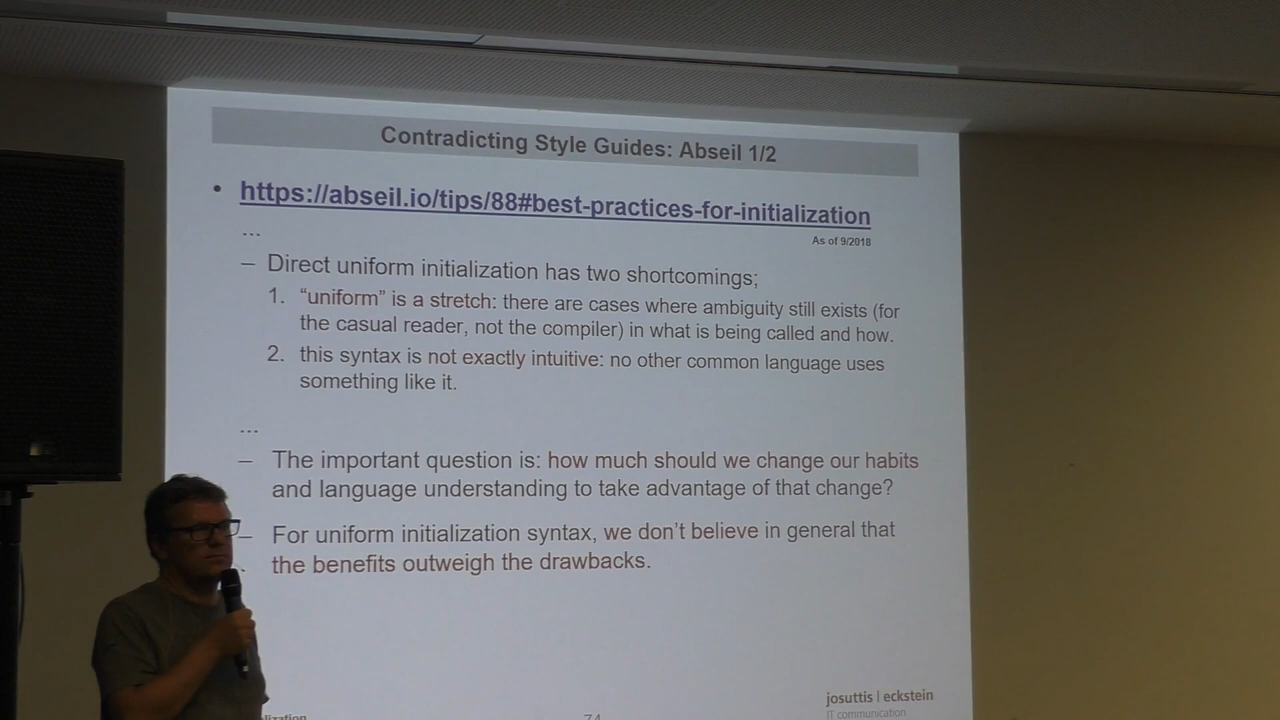 Contradicting Style Guides: Abseil 1/2
• https://abseil.io/tips/88#best-practices-for-initialization
... As of 9/2018
– Direct uniform initialization has two shortcomings;
1. “uniform” is a stretch: there are cases where ambiguity still exists (for
the casual reader, not the compiler) in what is being called and how.
2. this syntax is not exactly intuitive: no other common language uses
something like it.
...
– The important question is: how much should we change our habits
and language understanding to take advantage of that change?
– For uniform initialization syntax, we don’t believe in general that
the benefits outweigh the drawbacks.
josuttis | eckstein
IT communication
74